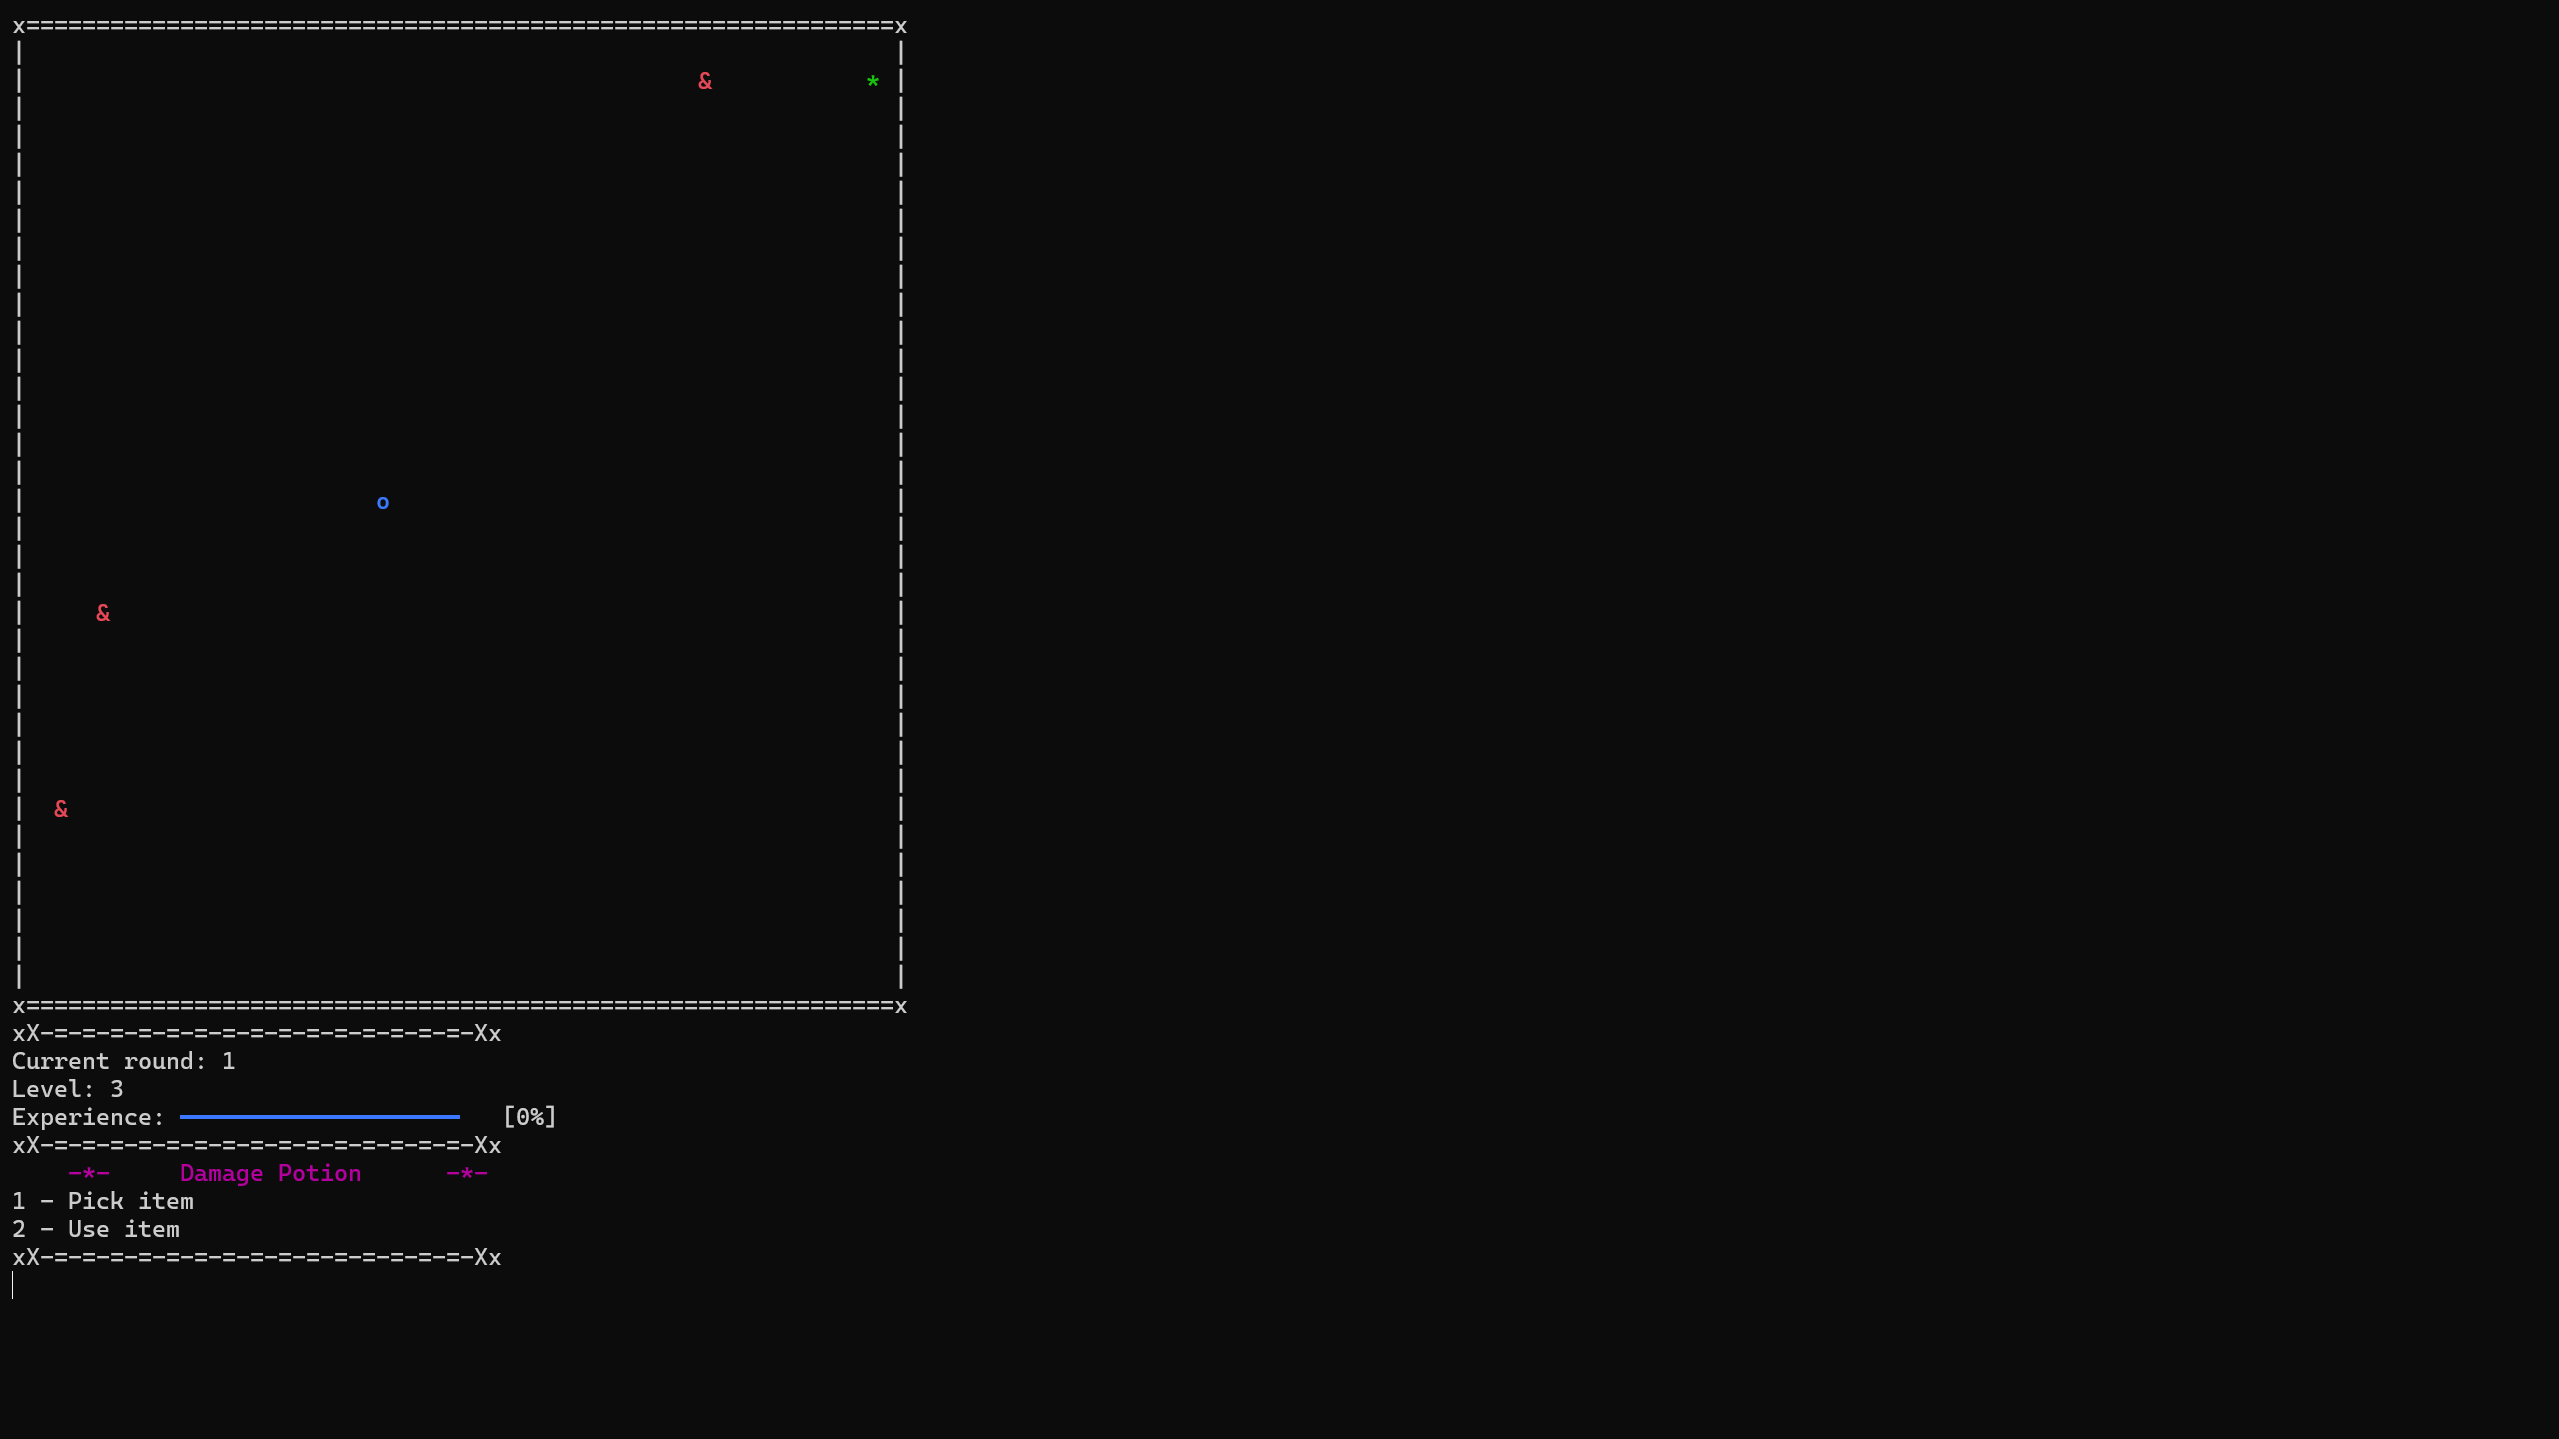 x==============================================================x
|                                                              |
|                                                &           * |
|                                                              |
|                                                              |
|                                                              |
|                                                              |
|                                                              |
|                                                              |
|                                                              |
|                                                              |
|                                                              |
|                                                              |
|                                                              |
|                                                              |
|                                                              |
|                                                              |
|                         o                                    |
|                                                              |
|                                                              |
|                                                              |
|     &                                                        |
|                                                              |
|                                                              |
|                                                              |
|                                                              |
|                                                              |
|                                                              |
|  &                                                           |
|                                                              |
|                                                              |
|                                                              |
|                                                              |
|                                                              |
|                                                              |
x==============================================================x
xX-=-=-=-=-=-=-=-=-=-=-=-=-=-=-=-Xx
Current round: 1
Level: 3
Experience: [0%]
xX-=-=-=-=-=-=-=-=-=-=-=-=-=-=-=-Xx
-*- Damage Potion -*-
1 - Pick item
2 - Use item
xX-=-=-=-=-=-=-=-=-=-=-=-=-=-=-=-Xx